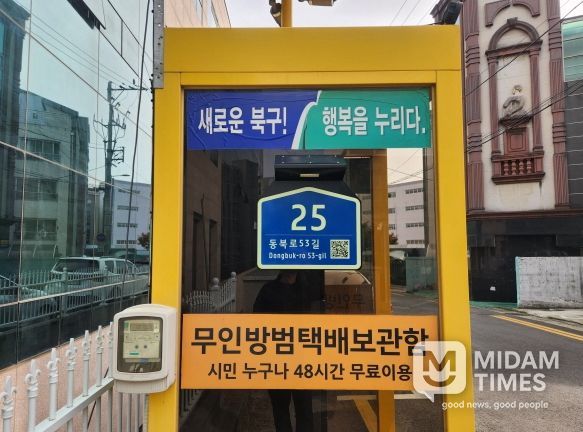 새로운 북구! 행복을 누리다.
25
동북로53길
Dongbuk-ro 53-gil
무인방범택배보관함
시민 누구나 48시간 무료이용
MIDAM
TIMES
good news, good people